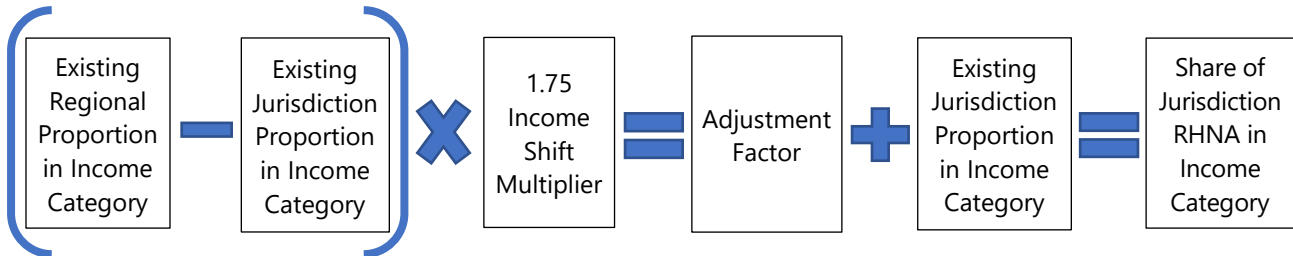 Existing
Regional
Proportion
in Income
Category
Existing
Jurisdiction
Proportion
in Income
Category
1.75
Income
Shift
Multiplier
Adjustment
Factor
Existing
Jurisdiction
Proportion
in Income
Category
Share of
Jurisdiction
RHNA in
Income
Category